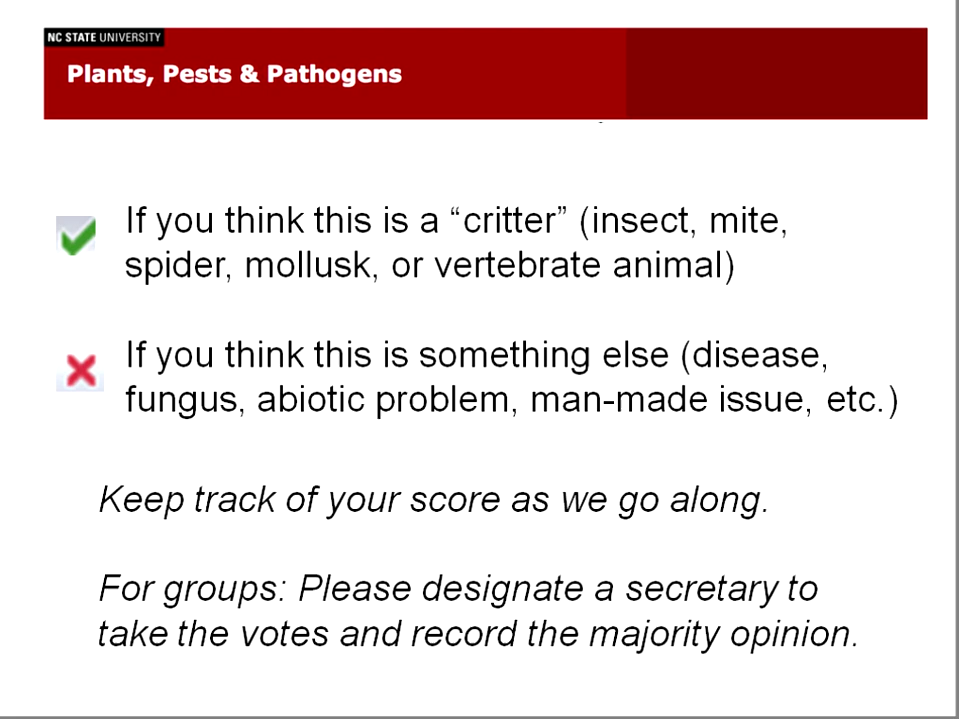 NC STATE UNIVERSITY
Plants, Pests & Pathogens
If you think this is a “critter” (insect, mite,
spider, mollusk, or vertebrate animal)
If you think this is something else (disease,
fungus, abiotic problem, man-made issue, etc.)
Keep track of your score as we go along.
For groups: Please designate a secretary to
take the votes and record the majority opinion.